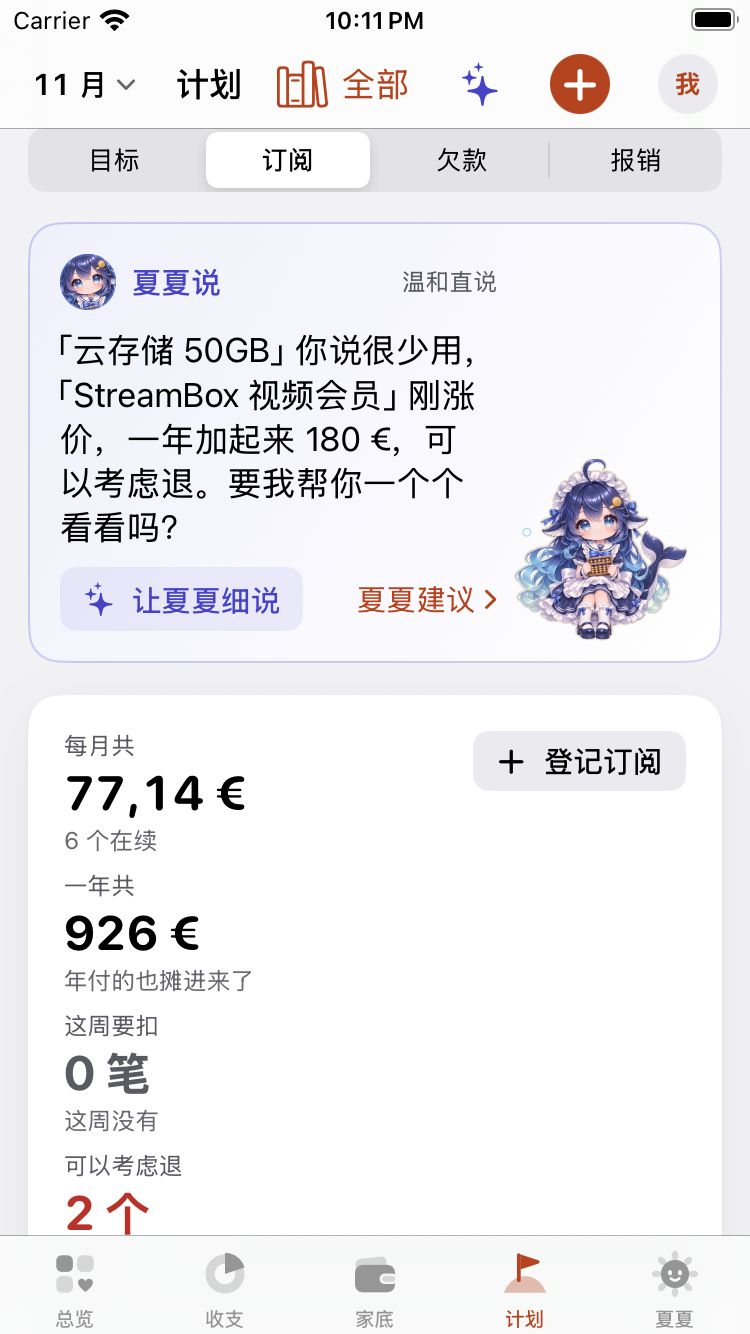 Carrier 10:11 PM
11 月 计划 全部 我
目标 订阅 欠款 报销
夏夏说 温和直说
「云存储 50GB」你说很少用，
「StreamBox 视频会员」刚涨
价，一年加起来 180 €，可
以考虑退。要我帮你一个个
看看吗？
让夏夏细说 夏夏建议
每月共
+ 登记订阅
77,14 €
6 个在续
一年共
926 €
年付的也摊进来了
这周要扣
0 笔
这周没有
可以考虑退
2 个
总览 收支 家底 计划 夏夏